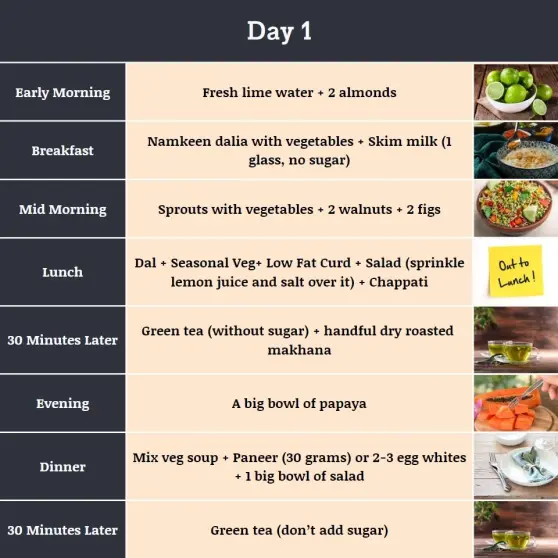 Day 1
Early Morning
Fresh lime water + 2 almonds
Breakfast
Namkeen dalia with vegetables + Skim milk (1
glass, no sugar)
Mid Morning
Sprouts with vegetables + 2 walnuts + 2 figs
Lunch
Dal + Seasonal Veg+ Low Fat Curd + Salad (sprinkle
lemon juice and salt over it) + Chappati
Out to
Lunch!
30 Minutes Later
Green tea (without sugar) + handful dry roasted
makhana
Evening
A big bowl of papaya
Dinner
Mix veg soup + Paneer (30 grams) or 2-3 egg whites
+ 1 big bowl of salad
30 Minutes Later
Green tea (don’t add sugar)